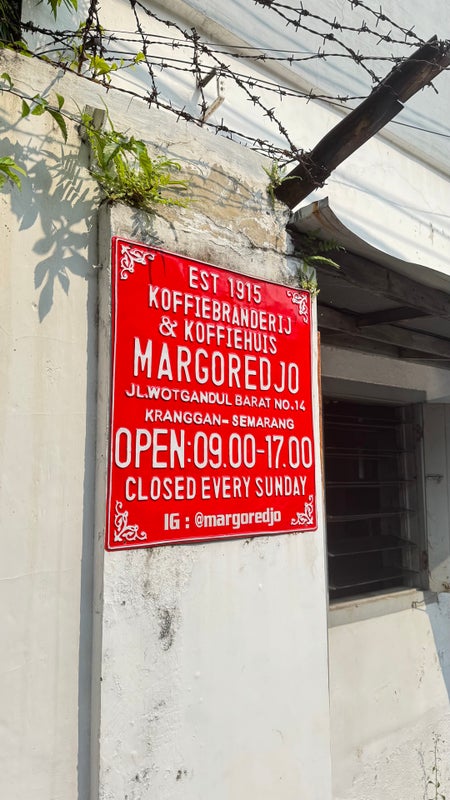 EST 1915
KOFFIEBRANDERIJ
& KOFFIEHUIS
MARGOREDJO
JL.WOTGANDUL BARAT NO.14
KRANGGAN-SEMARANG
OPEN:09.00-17.00
CLOSED EVERY SUNDAY
IG : @margoredjo